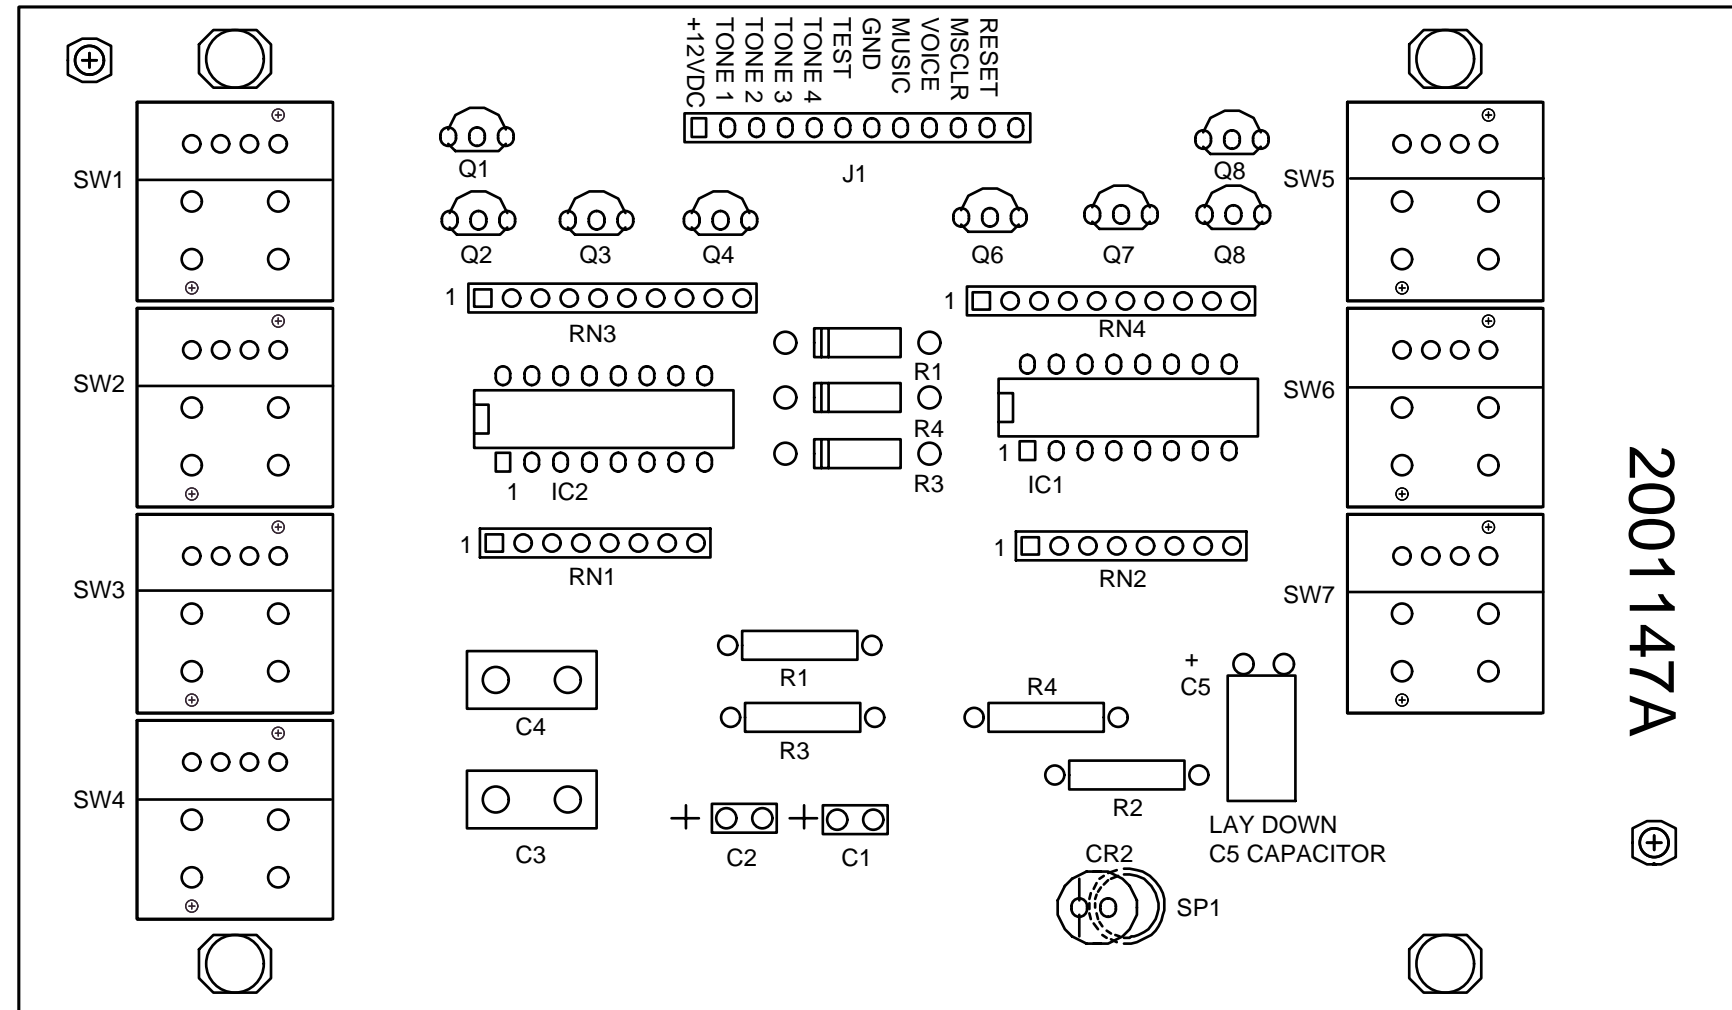 +12VDC
TONE 1
TONE 2
TONE 3
TONE 4
TEST
GND
MUSIC
VOICE
MSCLR
RESET
J1
SW1
Q1
Q8
SW5
Q2
Q3
Q4
Q6
Q7
Q8
1
RN3
1
RN4
SW2
R1
SW6
R4
1
IC2
R3
1
IC1
1
RN1
1
RN2
SW3
SW7
2001147A
R1
R4
+
C5
C4
R3
SW4
R2
+
C2
+
C1
C3
LAY DOWN
C5 CAPACITOR
CR2
SP1